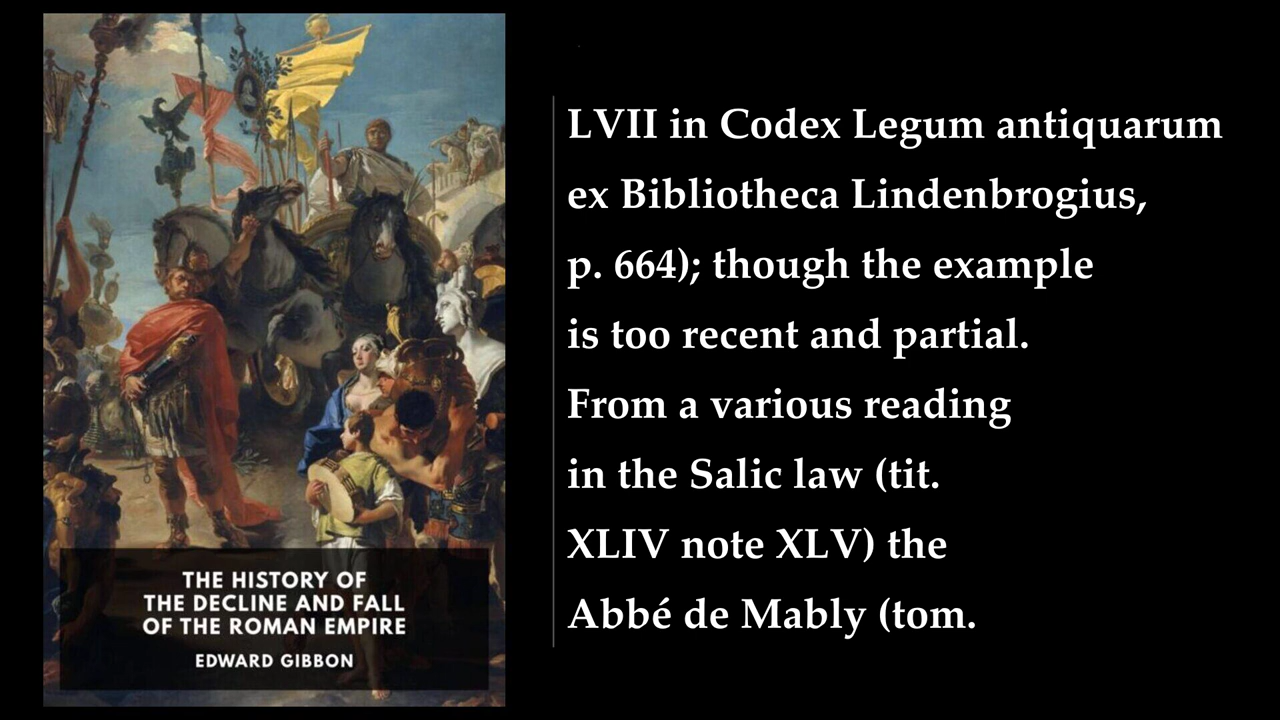 THE HISTORY OF
THE DECLINE AND FALL
OF THE ROMAN EMPIRE
EDWARD GIBBON
LVII in Codex Legum antiquarum
ex Bibliotheca Lindenbrogius,
p. 664); though the example
is too recent and partial.
From a various reading
in the Salic law (tit.
XLIV note XLV) the
Abbé de Mably (tom.